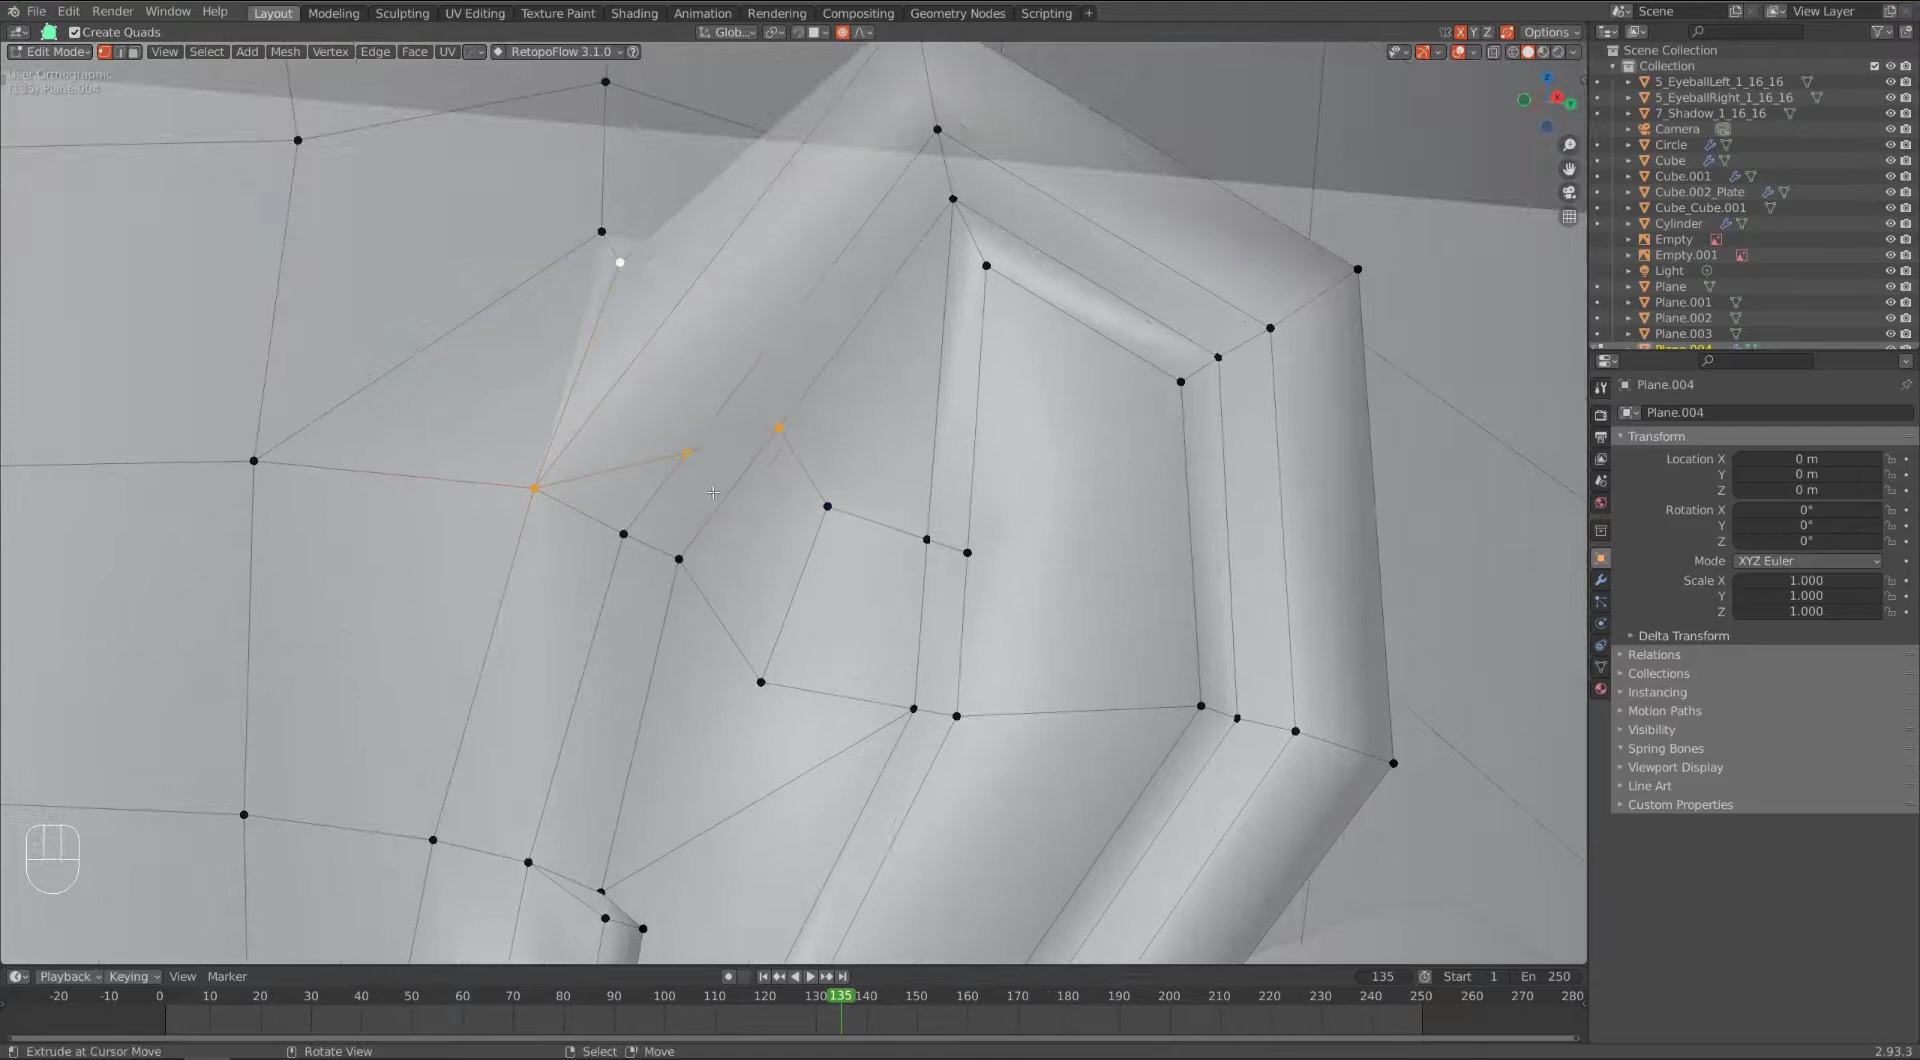 File Edit Render Window Help Layout Modeling Sculpting UV Editing Texture Paint Shading Animation Rendering Compositing Geometry Nodes Scripting + Scene View Layer
Create Quads Glob... X Y Z Options
Edit Mode View Select Add Mesh Vertex Edge Face UV RetopoFlow 3.1.0
User Orthographic
(135) Plane.004
Scene Collection
Collection
5_EyeballLeft_1_16_16
5_EyeballRight_1_16_16
7_Shadow_1_16_16
Camera
Circle
Cube
Cube.001
Cube.002_Plate
Cube_Cube.001
Cylinder
Empty
Empty.001
Light
Plane
Plane.001
Plane.002
Plane.003
Plane.004
Plane.004
Plane.004
Transform
Location X 0 m
Y 0 m
Z 0 m
Rotation X 0°
Y 0°
Z 0°
Mode XYZ Euler
Scale X 1.000
Y 1.000
Z 1.000
Delta Transform
Relations
Collections
Instancing
Motion Paths
Visibility
Spring Bones
Viewport Display
Line Art
Custom Properties
Playback Keying View Marker 135 Start 1 En 250
-20 -10 0 10 20 30 40 50 60 70 80 90 100 110 120 130 135 140 150 160 170 180 190 200 210 220 230 240 250 260 270 280
Extrude at Cursor Move Rotate View Select Move 2.93.3